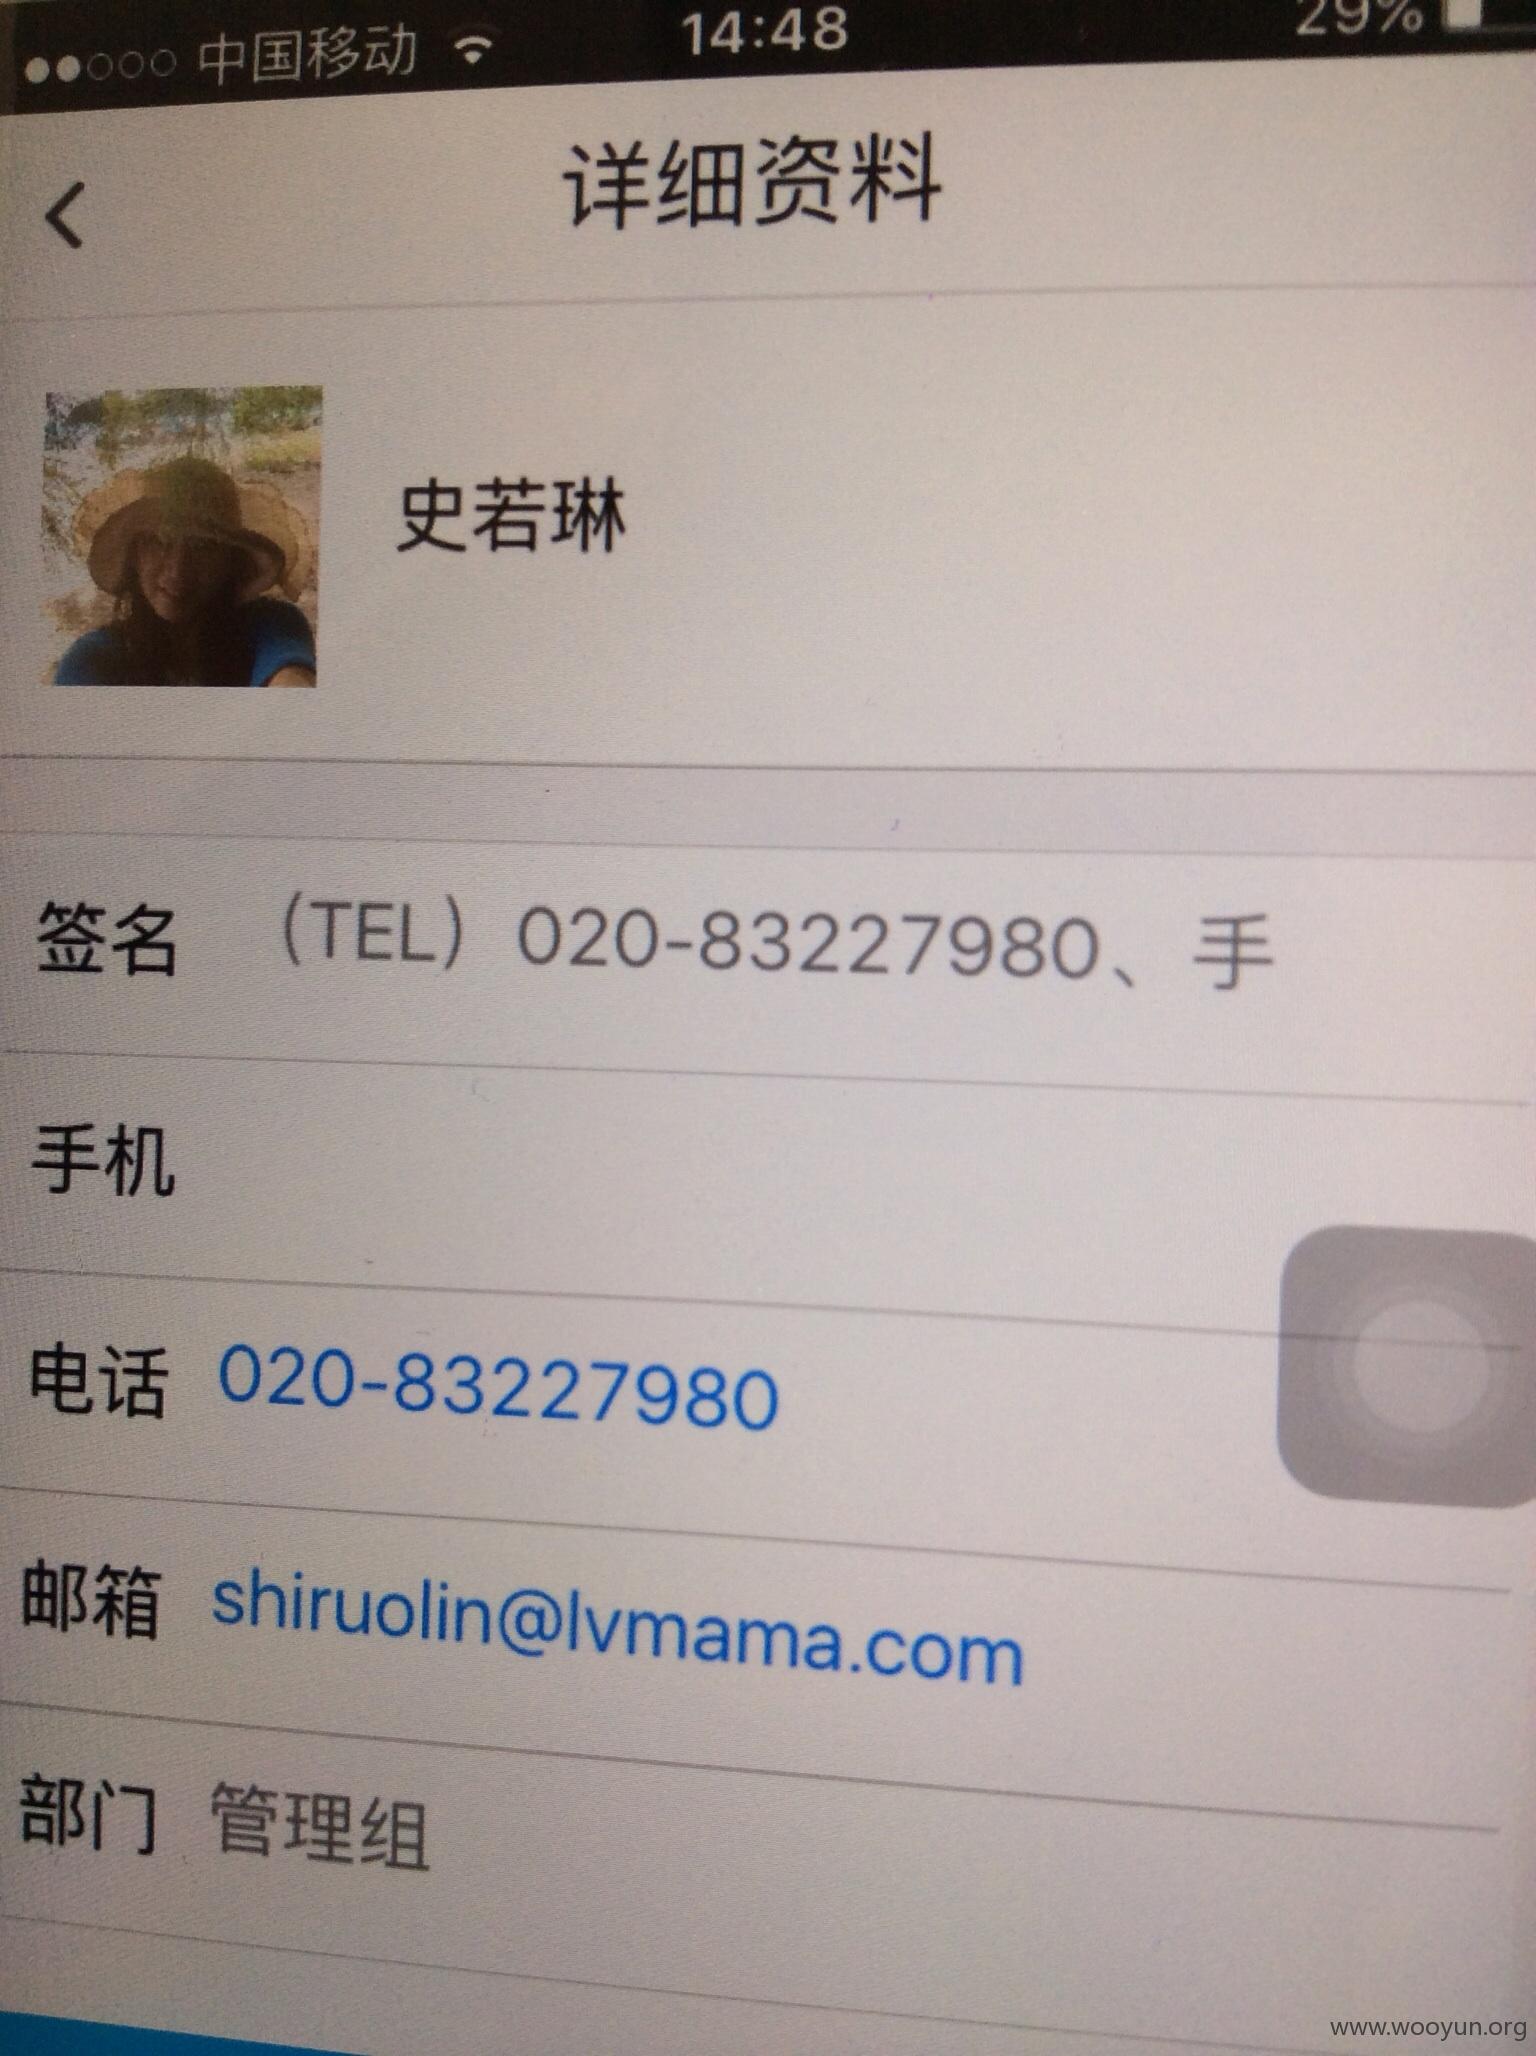 中国移动 14:48 29%
详细资料
史若琳
签名 （TEL）020-83227980、手
手机
电话 020-83227980
邮箱 shiruolin@lvmama.com
部门 管理组
www.wooyun.org